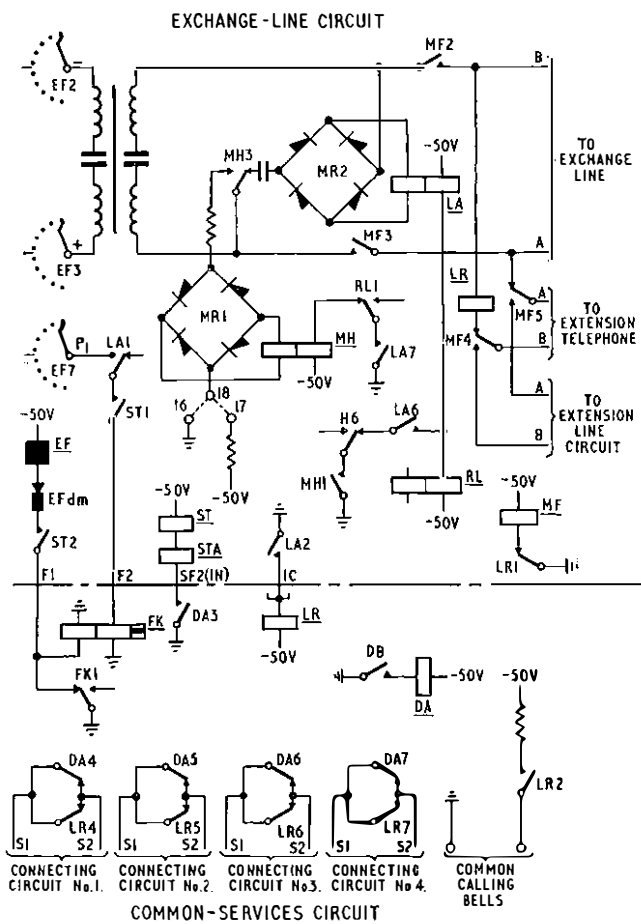 EXCHANGE-LINE CIRCUIT
EF2
MF2
B
MH3
MR2
-50V
LA
TO
EXCHANGE
LINE
EF3
+
MF3
A
MR1
RL1
LR
MF5
A
MF4
B
TO
EXTENSION
TELEPHONE
EF7
P1
LA1
MH
LA7
-50V
ST1
16
18
17
-50V
H6
LA6
A
B
TO
EXTENSION
LINE
CIRCUIT
-50V
EF
EFdm
MH1
RL
-50V
-50V
MF
-50V
ST
STA
ST2
LA2
LR1
F1
F2
SF2(IN)
IC
FK
DA3
LR
-50V
FK1
DB
-50V
DA
-50V
LR2
DA4
DA5
DA6
DA7
LR4
LR5
LR6
LR7
S1
S2
S1
S2
S1
S2
S1
S2
CONNECTING
CIRCUIT No.1.
CONNECTING
CIRCUIT No.2.
CONNECTING
CIRCUIT No3.
CONNECTING
CIRCUIT No 4.
COMMON
CALLING
BELLS
COMMON-SERVICES CIRCUIT